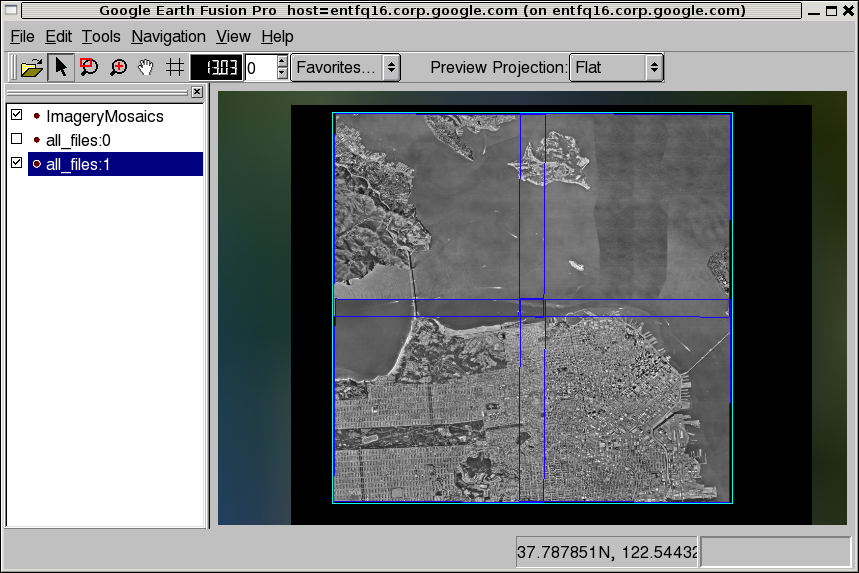 Google Earth Fusion Pro host=entfq16.corp.google.com (on entfq16.corp.google.com)
File Edit Tools Navigation View Help
13.03 0 Favorites... Preview Projection: Flat
ImageryMosaics
all_files:0
all_files:1
37.787851N, 122.54432